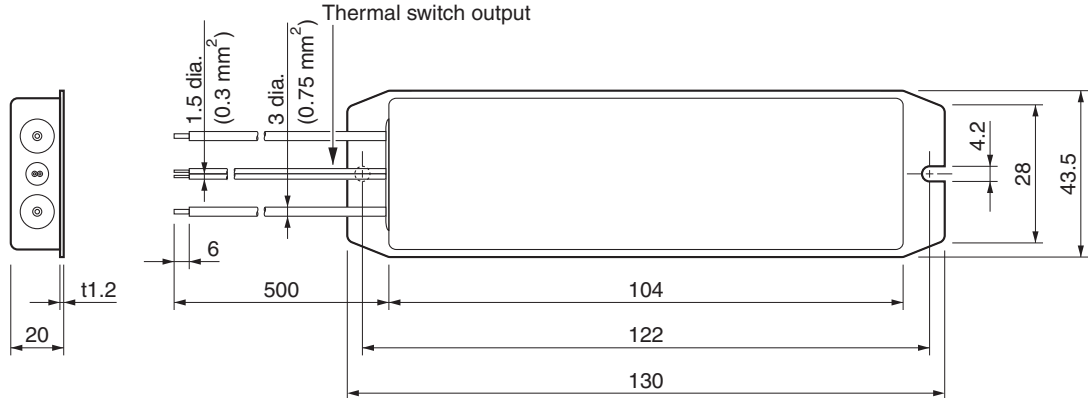 Thermal switch output
1.5 dia.
(0.3 mm²)
3 dia.
(0.75 mm²)
4.2
28
43.5
6
t1.2
500
104
20
122
130